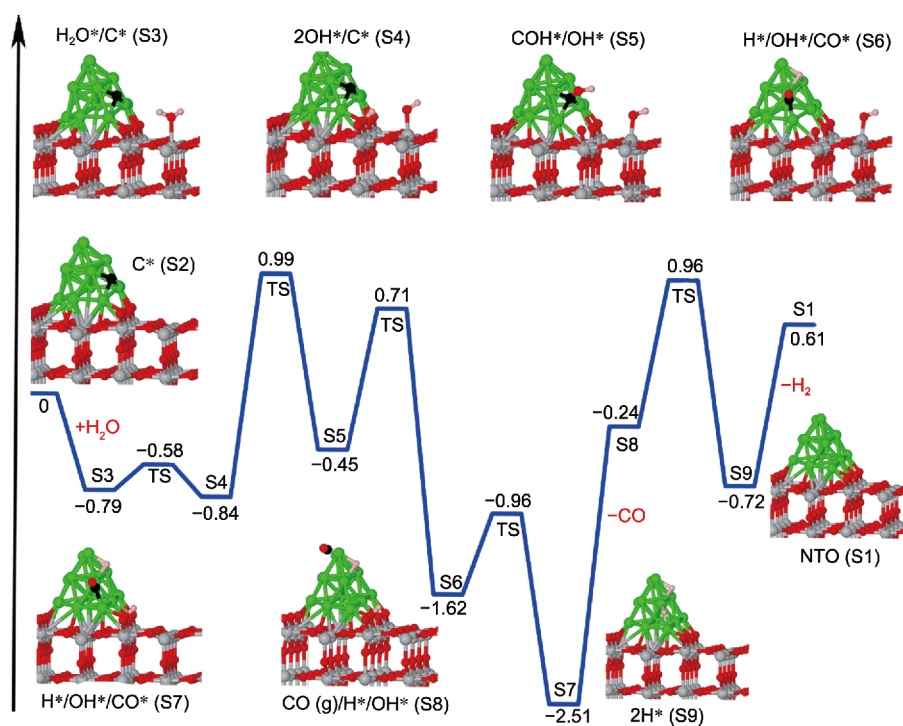 H₂O*/C* (S3)
2OH*/C* (S4)
COH*/OH* (S5)
H*/OH*/CO* (S6)
C* (S2)
0.99
TS
0.71
TS
0.96
TS
S1
0.61
0
+H₂O
−0.58
TS
S3
−0.79
S4
−0.84
S5
−0.45
−0.24
S8
−H₂
S9
−0.72
−0.96
TS
−CO
S6
−1.62
S7
−2.51
NTO (S1)
H*/OH*/CO* (S7)
CO (g)/H*/OH* (S8)
2H* (S9)